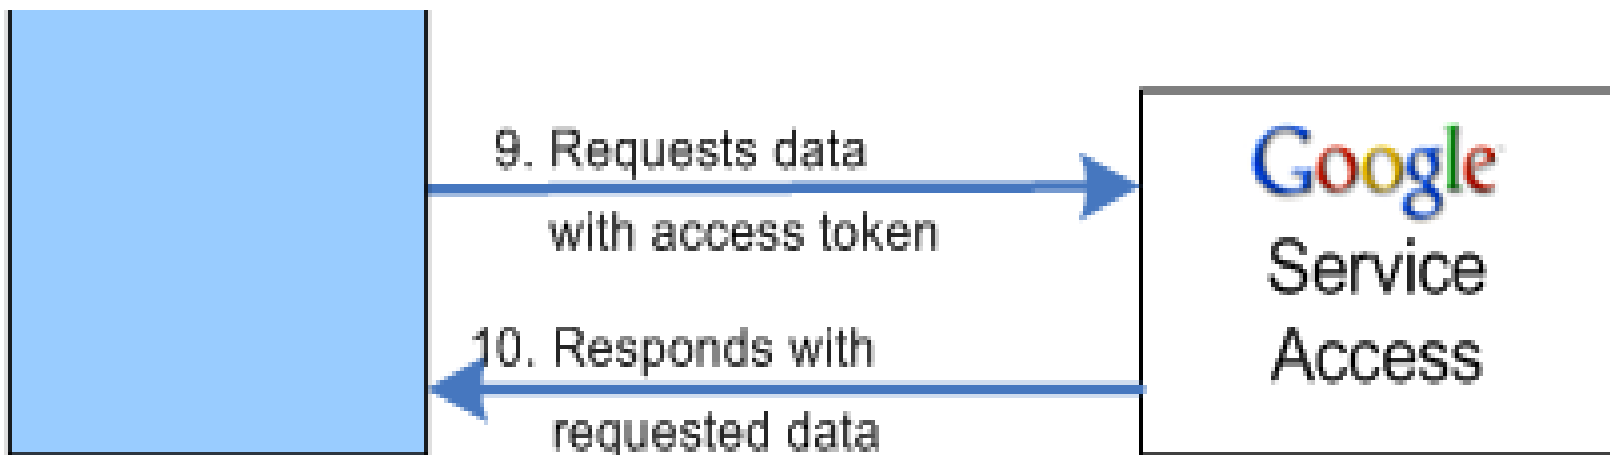 9. Requests data
with access token
10. Responds with
requested data
Google
Service
Access